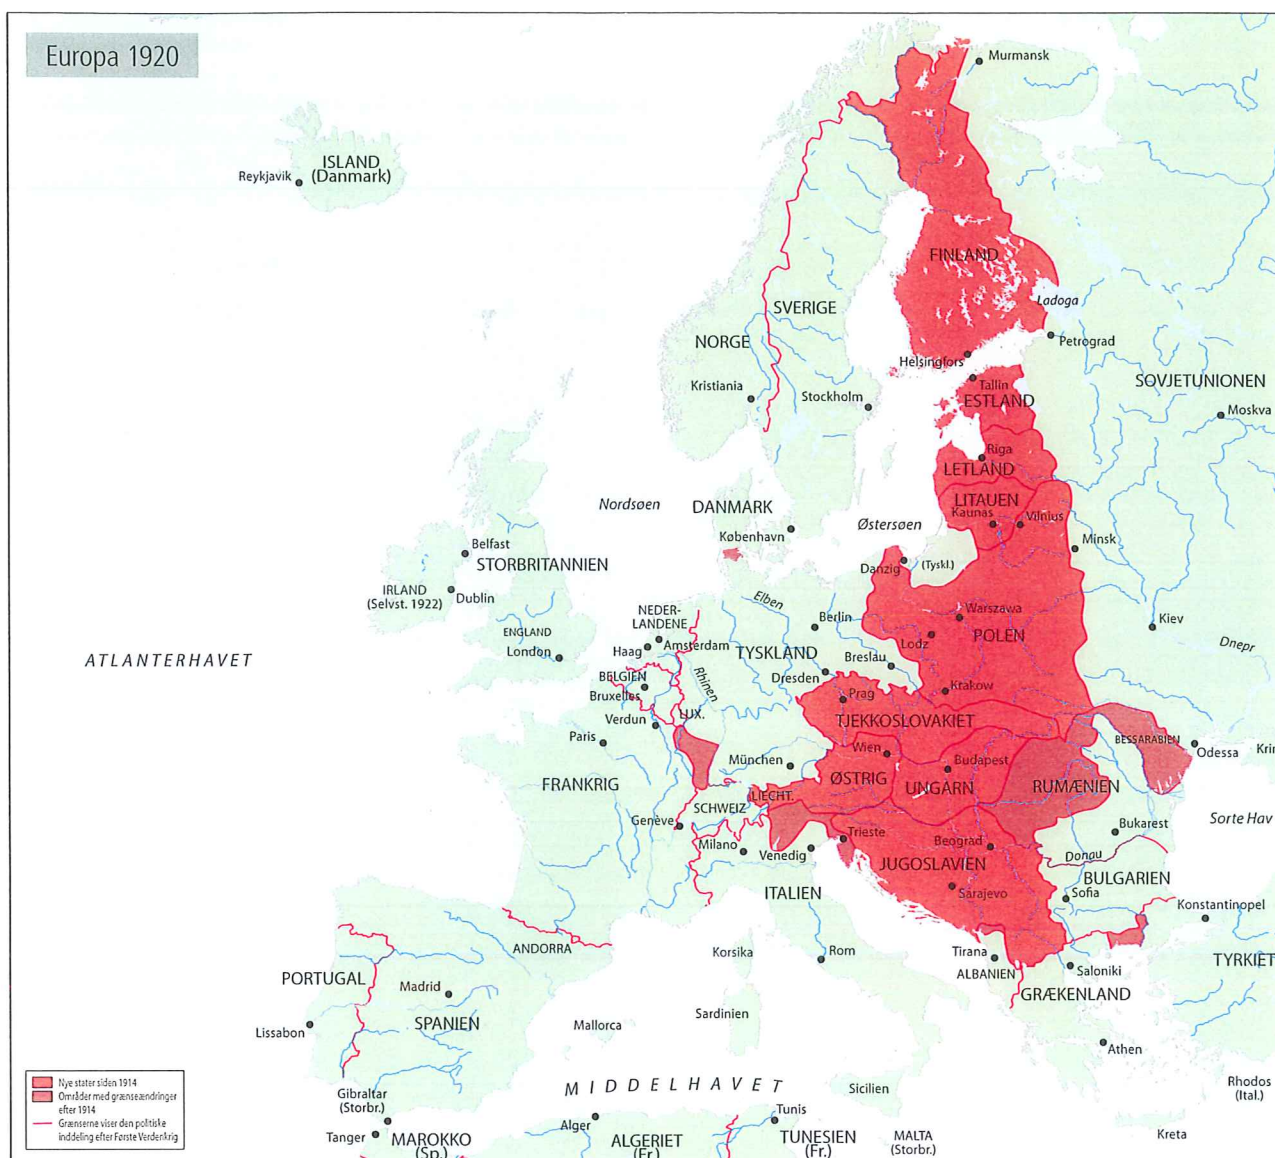 Europa 1920
Murmansk
ISLAND
(Danmark)
Reykjavik
FINLAND
Ladoga
SVERIGE
NORGE
Petrograd
Helsingfors
Tallin
ESTLAND
SOVJETUNIONEN
Kristiania
Stockholm
Moskva
Riga
LETLAND
LITAUEN
Nordsøen
DANMARK
Kaunas
Vilnius
Østersøen
København
Minsk
Belfast
STORBRITANNIEN
Danzig
(Tyskl.)
IRLAND
(Selvst. 1922)
Dublin
Elben
NEDER-
LANDENE
Warszawa
Berlin
Kiev
ENGLAND
London
Haag
Amsterdam
Lodz
POLEN
Dnepr
ATLANTERHAVET
TYSKLAND
Breslau
Rhinen
BELGIEN
Bruxelles
Dresden
Prag
Krakow
LUX.
Verdun
TJEKKOSLOVAKIET
Paris
BESSARABIEN
Odessa
Krin
Wien
München
Budapest
FRANKRIG
ØSTRIG
UNGARN
RUMÆNIEN
LIECHT.
SCHWEIZ
Genève
Sorte Hav
Trieste
Bukarest
Milano
Venedig
Beograd
Donau
JUGOSLAVIEN
BULGARIEN
ITALIEN
Sarajevo
Sofia
Konstantinopel
ANDORRA
Korsika
Rom
Tirana
ALBANIEN
Saloniki
TYRKIET
PORTUGAL
Madrid
GRÆKENLAND
Sardinien
Lissabon
SPANIEN
Mallorca
Athen
MIDDELHAVET
Sicilien
Rhodos
(Ital.)
Nye stater siden 1914
Områder med grænseændringer
efter 1914
Grænserne viser den politiske
inddeling efter Første Verdenkrig
Gibraltar
(Storbr.)
Tanger
MAROKKO
(Sp.)
Alger
ALGERIET
(Fr.)
Tunis
TUNESIEN
(Fr.)
MALTA
(Storbr.)
Kreta